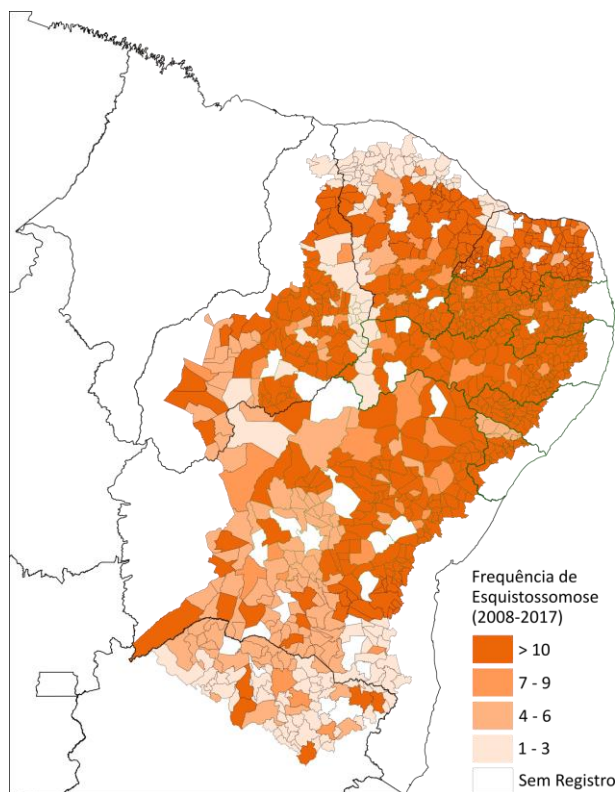 Frequência de
Esquistossomose
(2008-2017)
> 10
7 - 9
4 - 6
1 - 3
Sem Registro